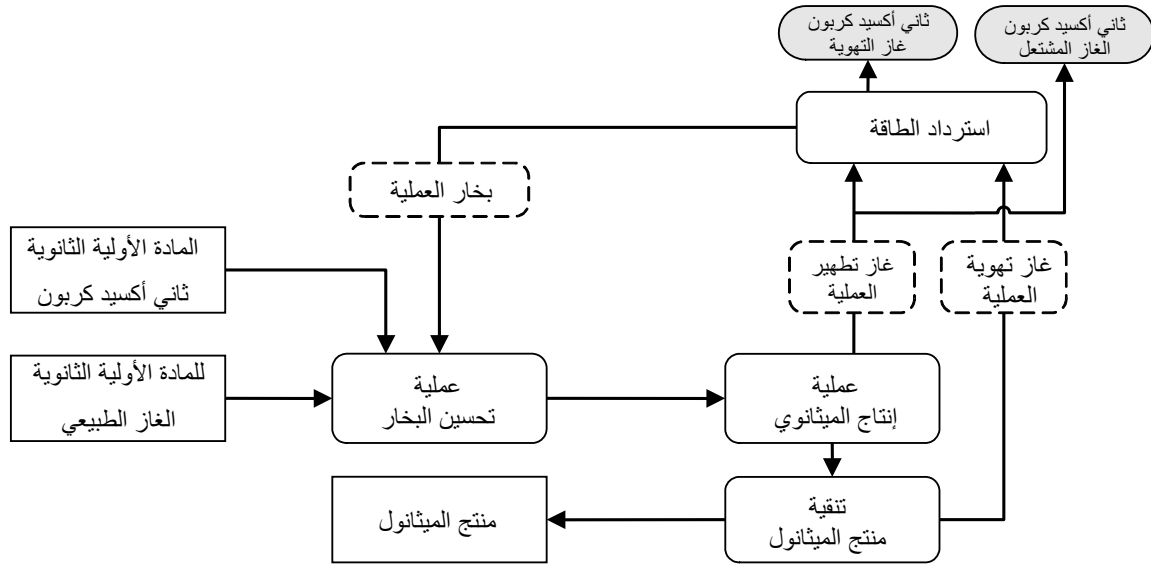 ثاني أكسيد كربون
الغاز المشتعل
ثاني أكسيد كربون
غاز التهوية
استرداد الطاقة
بخار العملية
المادة الأولية الثانوية
ثاني أكسيد كربون
غاز تهوية
العملية
غاز تطهير
العملية
للمادة الأولية الثانوية
الغاز الطبيعي
عملية
تحسين البخار
عملية
إنتاج الميثانوي
تنقية
منتج الميثانول
منتج الميثانول